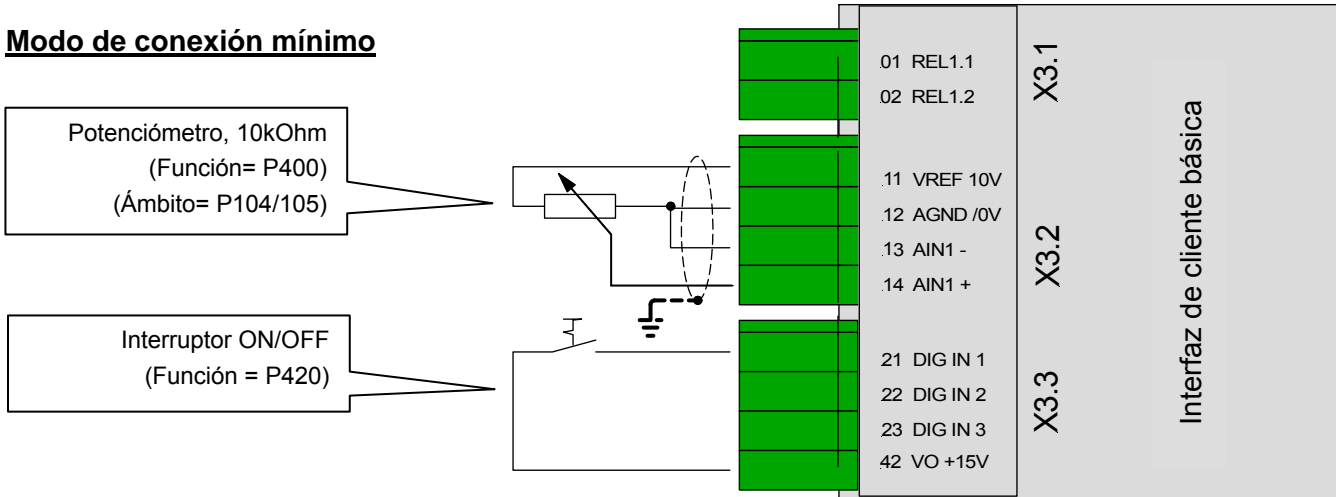 Modo de conexión mínimo
Potenciómetro, 10kOhm
(Función= P400)
(Ámbito= P104/105)
Interruptor ON/OFF
(Función = P420)
01 REL1.1
02 REL1.2
X3.1
11 VREF 10V
12 AGND /0V
13 AIN1 -
14 AIN1 +
X3.2
21 DIG IN 1
22 DIG IN 2
23 DIG IN 3
42 VO +15V
X3.3
Interfaz de cliente básica